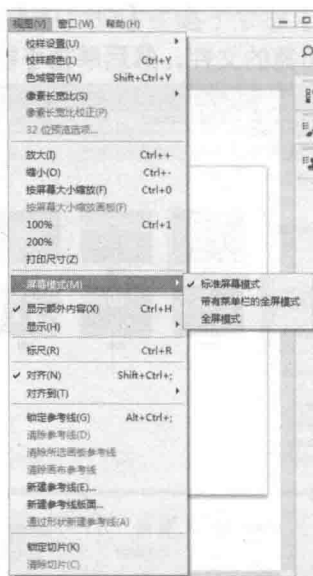 视图(V) 窗口(W) 帮助(H)
校样设置(U)
校样颜色(L) Ctrl+Y
色域警告(W) Shift+Ctrl+Y
像素长宽比(S)
像素长宽比校正(P)
32 位预览选项...
放大(I) Ctrl++
缩小(O) Ctrl+-
按屏幕大小缩放(F) Ctrl+0
按屏幕大小缩放画板(F)
100% Ctrl+1
200%
打印尺寸(Z)
屏幕模式(M)
✓ 标准屏幕模式
带有菜单栏的全屏模式
全屏模式
✓ 显示额外内容(X) Ctrl+H
显示(H)
标尺(R) Ctrl+R
✓ 对齐(N) Shift+Ctrl+;
对齐到(T)
锁定参考线(G) Alt+Ctrl+;
清除参考线(D)
清除所选画板参考线
清除画布参考线
新建参考线(E)...
新建参考线版面...
通过形状新建参考线(A)
锁定切片(K)
清除切片(C)